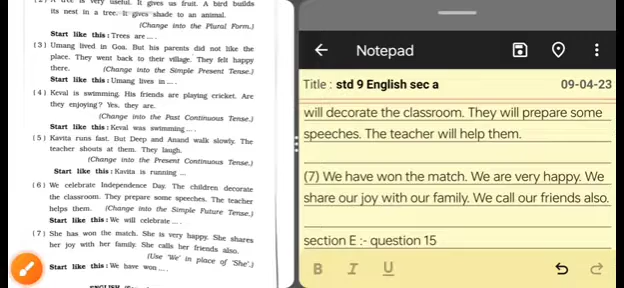 (2) A tree is very useful. It gives us fruit. A bird builds
its nest in a tree. It gives shade to an animal.
(Change into the Plural Form.)
Start like this : Trees are ... .
(3) Umang lived in Goa. But his parents did not like the
place. They went back to their village. They felt happy
there. (Change into the Simple Present Tense.)
Start like this : Umang lives in ... .
(4) Keval is swimming. His friends are playing cricket. Are
they enjoying? Yes, they are.
(Change into the Past Continuous Tense.)
Start like this : Keval was swimming ... .
(5) Kavita runs fast. But Deep and Anand walk slowly. The
teacher shoots at them. They laugh.
(Change into the Present Continuous Tense.)
Start like this : Kavita is running ...
(6) We celebrate Independence Day. The children decorate
the classroom. They prepare some speeches. The teacher
helps them. (Change into the Simple Future Tense.)
Start like this : We will celebrate ... .
(7) She has won the match. She is very happy. She shares
her joy with her family. She calls her friends also.
(Use 'We' in place of 'She'.)
Start like this : We have won ... .
Notepad
Title : std 9 English sec a 09-04-23
will decorate the classroom. They will prepare some
speeches. The teacher will help them.
(7) We have won the match. We are very happy. We
share our joy with our family. We call our friends also.
section E :- question 15
B I U